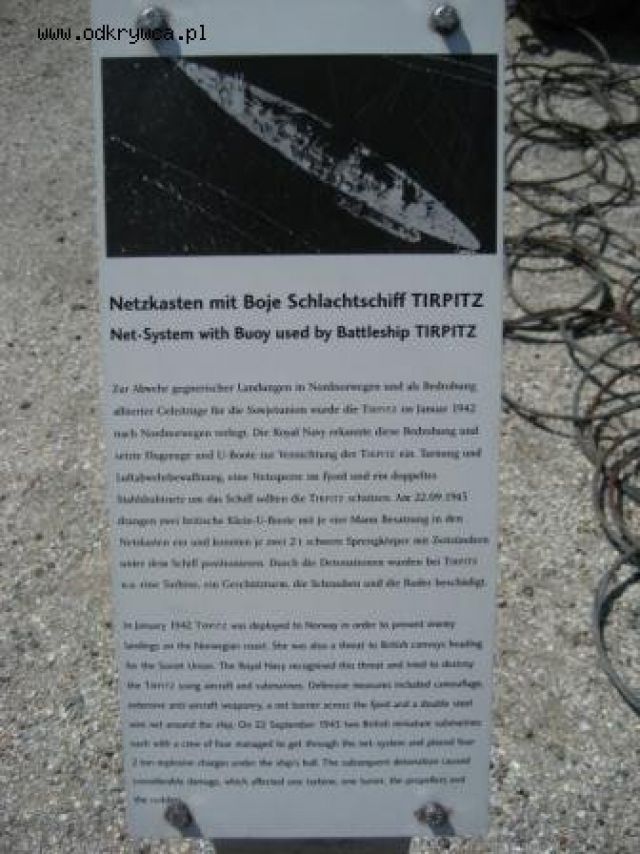 www.odkrywca.pl
Netzkasten mit Boje Schlachtschiff TIRPITZ
Net-System with Buoy used by Battleship TIRPITZ
Zur Abwehr gegnerischer Landungen in Nordnorwegen und als Bedrohung
alliierter Geleitzüge für die Sowjetunion wurde die TIRPITZ im Januar 1942
nach Nordnorwegen verlegt. Die Royal Navy erkannte diese Bedrohung und
setzte Flugzeuge und U-Boote zur Vernichtung der TIRPITZ ein. Tarnung und
Luftabwehrbewaffnung, eine Netzsperre im Fjord und ein doppeltes
Stahlhubnetz um das Schiff sollten die TIRPITZ schützen. Am 22.09.1943
drangen zwei britische Klein-U-Boote mit je vier Mann Besatzung in den
Netzkasten ein und konnten je zwei 2 t schwere Sprengkörper mit Zeitzündern
unter dem Schiff positionieren. Durch die Detonationen wurden bei TIRPITZ
u.a. eine Turbine, ein Geschützturm, die Schrauben und die Ruder beschädigt.
In January 1942 TIRPITZ was deployed to Norway in order to prevent enemy
landings on the Norwegian coast. She was also a threat to British convoys heading
for the Soviet Union. The Royal Navy recognised this threat and tried to destroy
the TIRPITZ using aircraft and submarines. Defensive measures included camouflage,
intensive anti-aircraft weaponry, a net barrier across the fjord and a double steel
wire net around the ship. On 22 September 1943 two British miniature submarines
each with a crew of four managed to get through the net-system and placed four
2 ton explosive charges under the ship's hull. The subsequent detonation caused
considerable damage, which affected one turbine, one turret, the propellers and
the rudder.